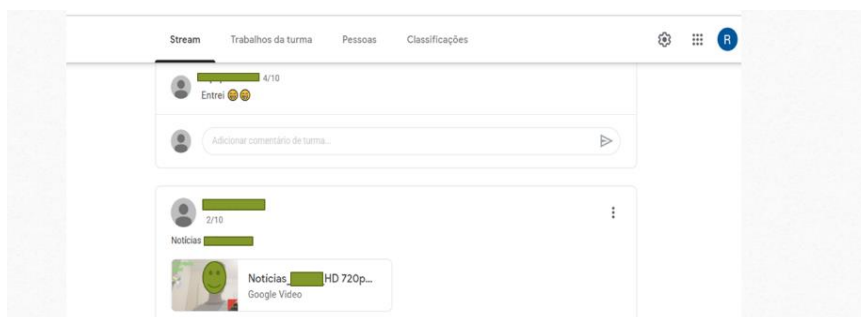 Stream Trabalhos da turma Pessoas Classificações R
4/10
Entrei
Adicionar comentário de turma...
2/10
Notícias
Notícias_ HD 720p...
Google Video